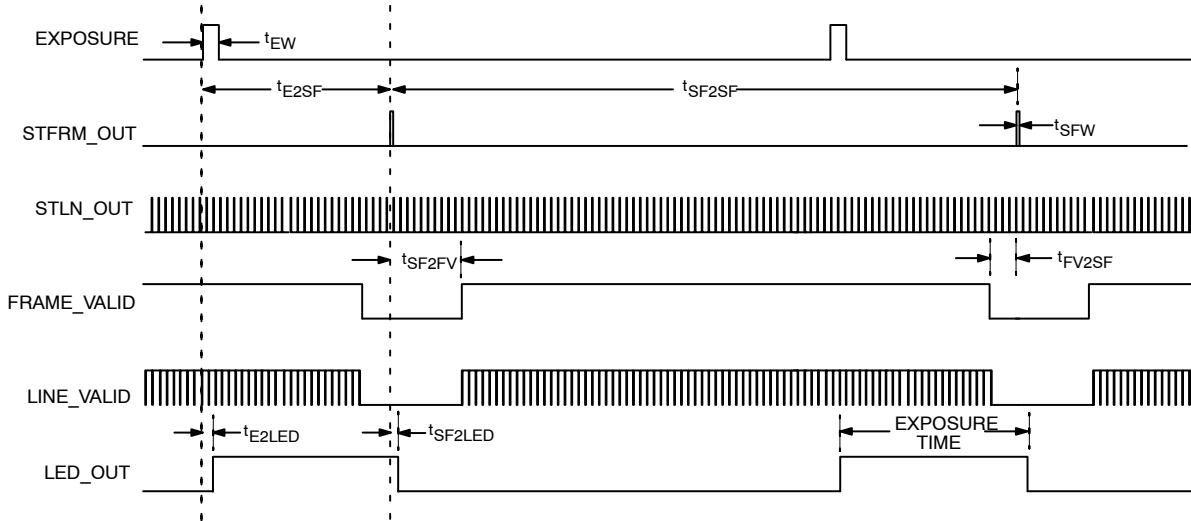 EXPOSURE
tEW
tE2SF
tSF2SF
STFRM_OUT
tSFW
STLN_OUT
tSF2FV
tFV2SF
FRAME_VALID
LINE_VALID
tE2LED
tSF2LED
EXPOSURE
TIME
LED_OUT